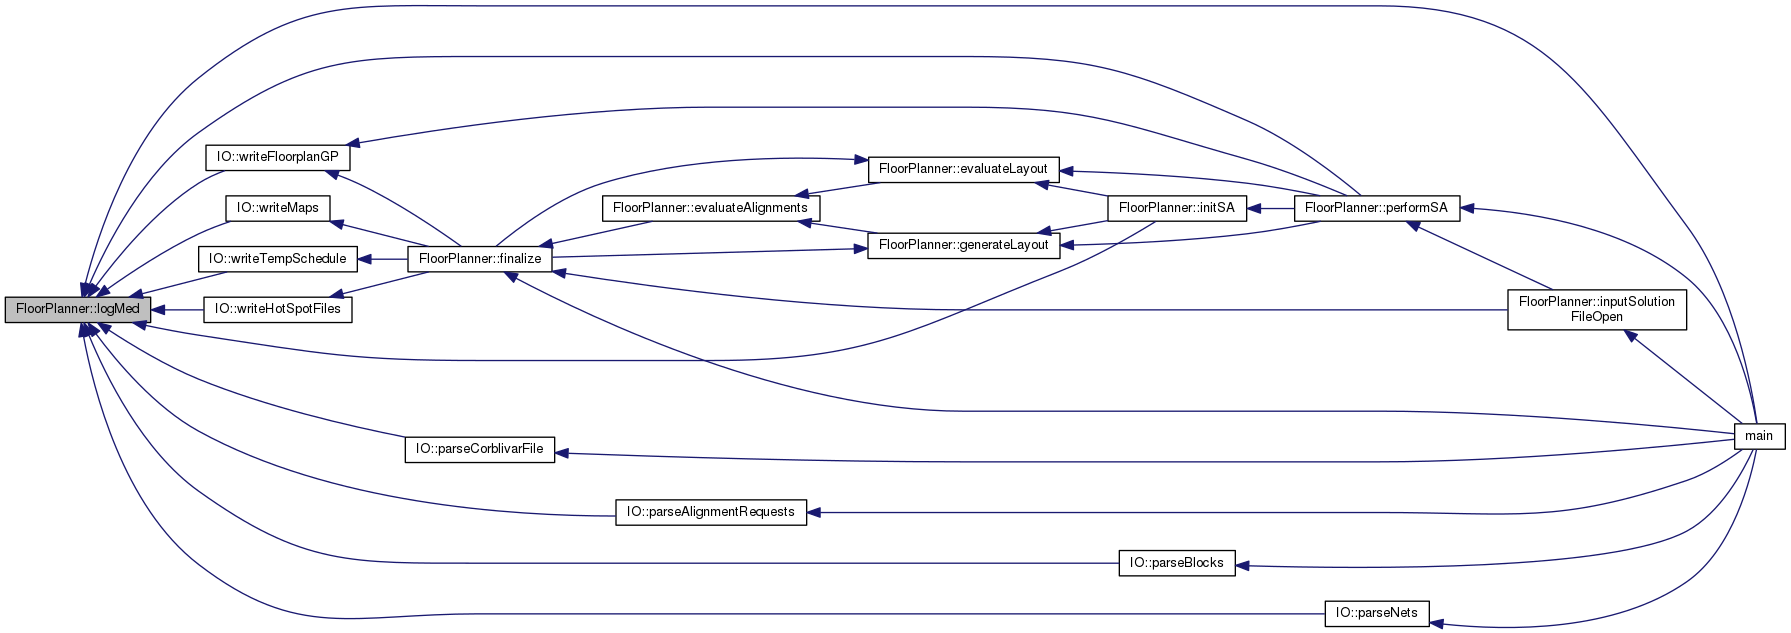 FloorPlanner::logMed
IO::writeFloorplanGP
IO::writeMaps
IO::writeTempSchedule
IO::writeHotSpotFiles
FloorPlanner::finalize
FloorPlanner::evaluateAlignments
FloorPlanner::evaluateLayout
FloorPlanner::generateLayout
FloorPlanner::initSA
FloorPlanner::performSA
FloorPlanner::inputSolution
FileOpen
main
IO::parseCorblivarFile
IO::parseAlignmentRequests
IO::parseBlocks
IO::parseNets